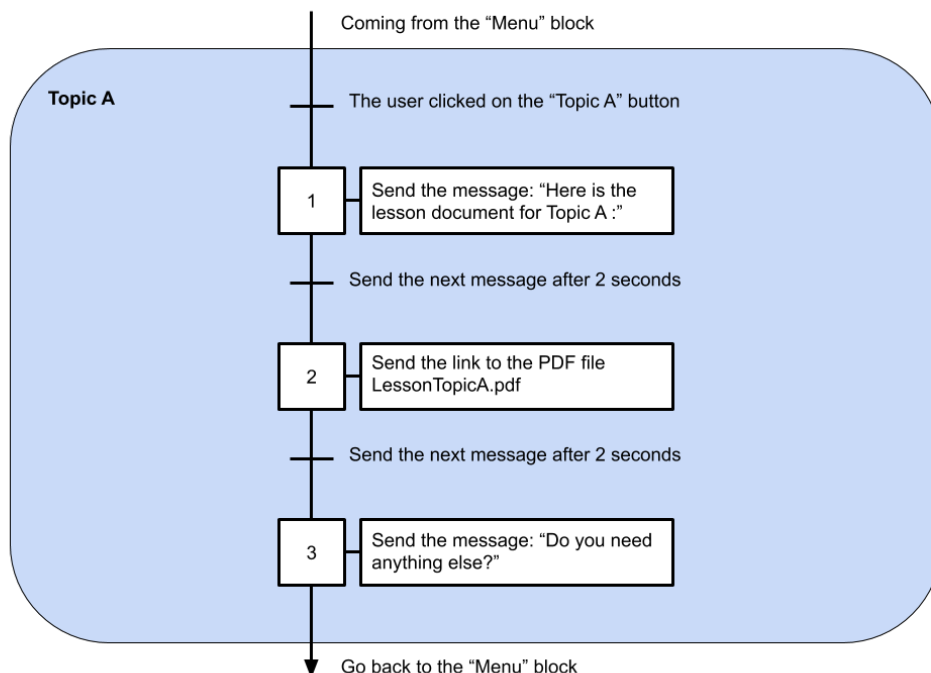 Coming from the “Menu” block
Topic A
The user clicked on the “Topic A” button
1
Send the message: “Here is the
lesson document for Topic A :”
Send the next message after 2 seconds
2
Send the link to the PDF file
LessonTopicA.pdf
Send the next message after 2 seconds
3
Send the message: “Do you need
anything else?”
Go back to the “Menu” block